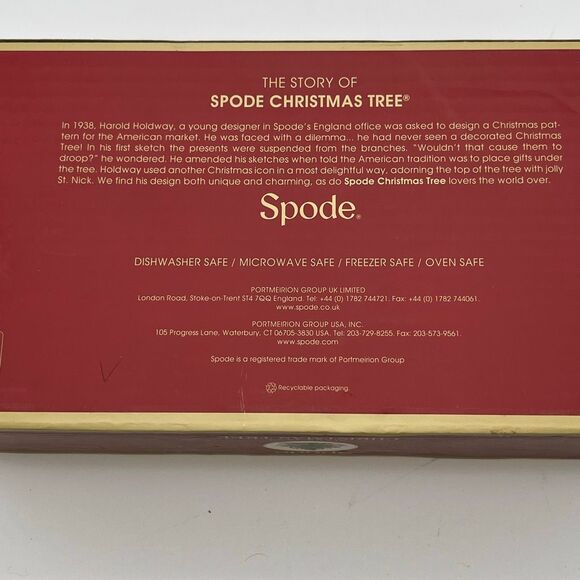 THE STORY OF
SPODE CHRISTMAS TREE®
In 1938, Harold Holdway, a young designer in Spode's England office was asked to design a Christmas pat-
tern for the American market. He was faced with a dilemma... he had never seen a decorated Christmas
Tree! In his first sketch the presents were suspended from the branches. "Wouldn't that cause them to
droop?" he wondered. He amended his sketches when told the American tradition was to place gifts under
the tree. Holdway used another Christmas icon in a most delightful way, adorning the top of the tree with jolly
St. Nick. We find his design both unique and charming, as do Spode Christmas Tree lovers the world over.
Spode®
DISHWASHER SAFE / MICROWAVE SAFE / FREEZER SAFE / OVEN SAFE
PORTMEIRION GROUP UK LIMITED
London Road, Stoke-on-Trent ST4 7QQ England. Tel: +44 (0) 1782 744721. Fax: +44 (0) 1782 744061.
www.spode.co.uk
PORTMEIRION GROUP USA, INC.
105 Progress Lane, Waterbury, CT 06705-3830 USA. Tel: 203-729-8255. Fax: 203-573-9561.
www.spode.com
Spode is a registered trade mark of Portmeirion Group
Recyclable packaging.